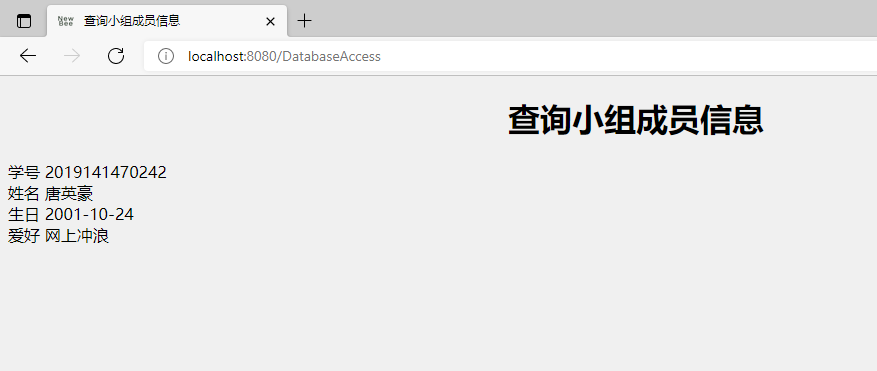 New
Bee
查询小组成员信息
localhost:8080/DatabaseAccess
查询小组成员信息
学号 2019141470242
姓名 唐英豪
生日 2001-10-24
爱好 网上冲浪